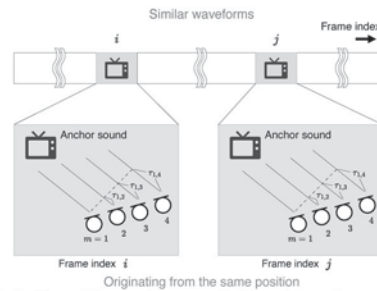 Similar waveforms
Frame index
i j
Anchor sound Anchor sound
τ1,4 τ1,4
τ1,3 τ1,3
τ1,2 τ1,2
4 4
3 3
2 2
m = 1 m = 1
Frame index i Frame index j
Originating from the same position